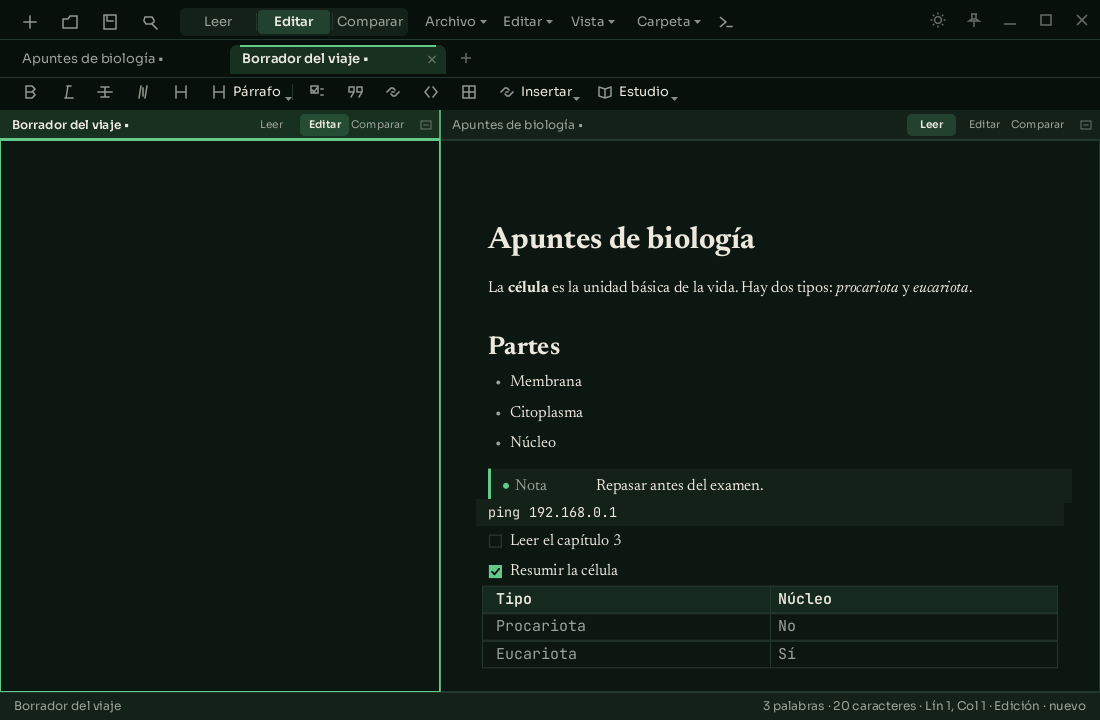 Leer Editar Comparar Archivo Editar Vista Carpeta
Apuntes de biología • Borrador del viaje •
Párrafo Insertar Estudio
Borrador del viaje • Leer Editar Comparar
Apuntes de biología • Leer Editar Comparar
Apuntes de biología
La célula es la unidad básica de la vida. Hay dos tipos: procariota y eucariota.
Partes
• Membrana
• Citoplasma
• Núcleo
● Nota Repasar antes del examen.
ping 192.168.0.1
Leer el capítulo 3
Resumir la célula
Tipo Núcleo
Procariota No
Eucariota Sí
Borrador del viaje 3 palabras · 20 caracteres · Lín 1, Col 1 · Edición · nuevo